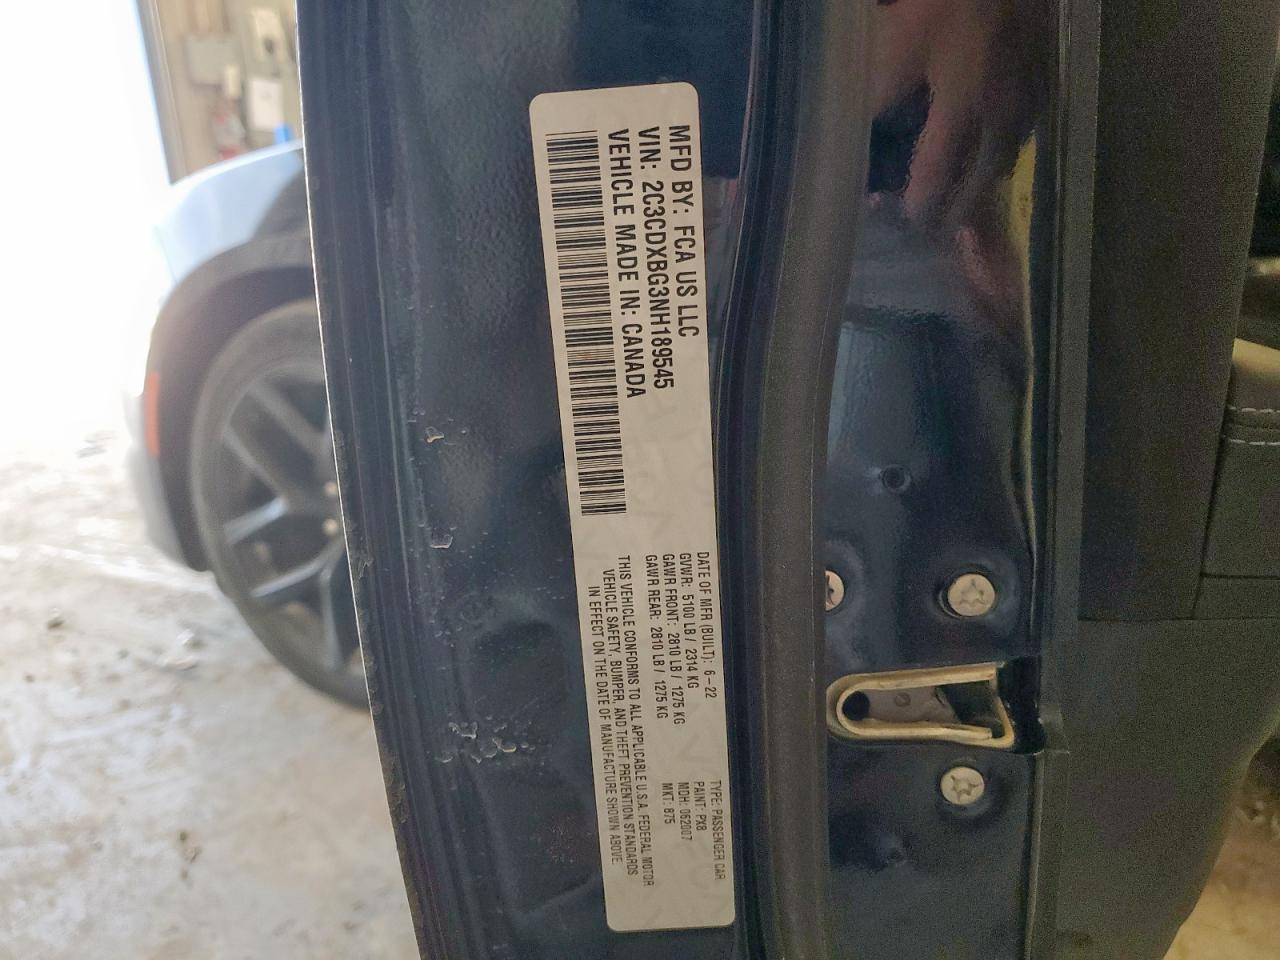 MFD BY: FCA US LLC
VIN: 2C3CDXBG3NH189545
VEHICLE MADE IN: CANADA
DATE OF MFR (BUILT): 6-22
GVWR: 5100 LB / 2314 KG
GAWR FRONT: 2810 LB / 1275 KG
GAWR REAR: 2810 LB / 1275 KG
THIS VEHICLE CONFORMS TO ALL APPLICABLE U.S.A. FEDERAL MOTOR
VEHICLE SAFETY, BUMPER, AND THEFT PREVENTION STANDARDS
IN EFFECT ON THE DATE OF MANUFACTURE SHOWN ABOVE.
TYPE: PASSENGER CAR
PAINT: PX8
MDH: 062007
MKT: 875